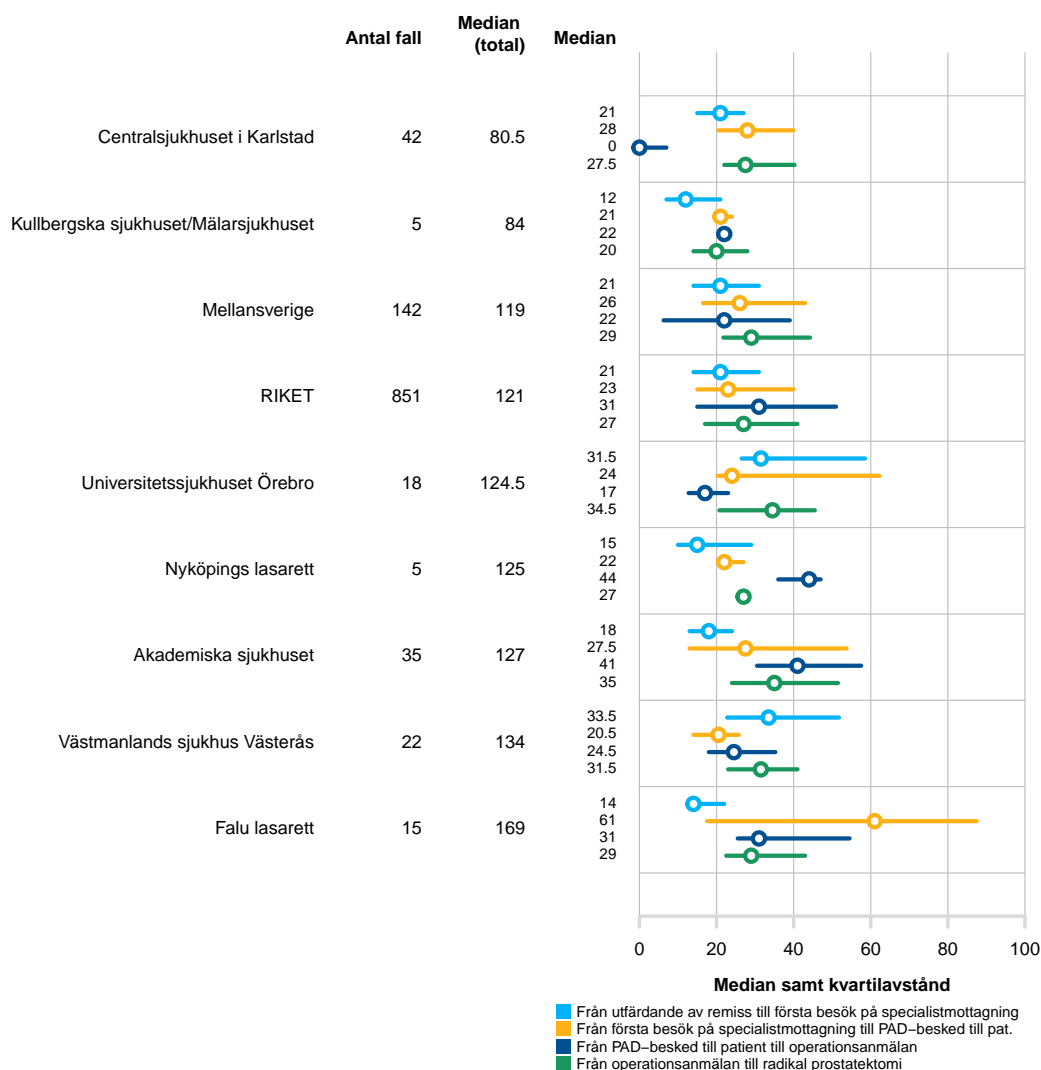 Antal fall Median (total) Median
21
28
Centralsjukhuset i Karlstad 42 80.5
0
27.5
12
21
Kullbergska sjukhuset/Mälarsjukhuset 5 84
22
20
21
26
Mellansverige 142 119
22
29
21
23
RIKET 851 121
31
27
31.5
24
Universitetssjukhuset Örebro 18 124.5
17
34.5
15
22
Nyköpings lasarett 5 125
44
27
18
27.5
Akademiska sjukhuset 35 127
41
35
33.5
20.5
Västmanlands sjukhus Västerås 22 134
24.5
31.5
14
61
Falu lasarett 15 169
31
29
0 20 40 60 80 100
Median samt kvartilavstånd
Från utfärdande av remiss till första besök på specialistmottagning
Från första besök på specialistmottagning till PAD−besked till pat.
Från PAD−besked till patient till operationsanmälan
Från operationsanmälan till radikal prostatektomi